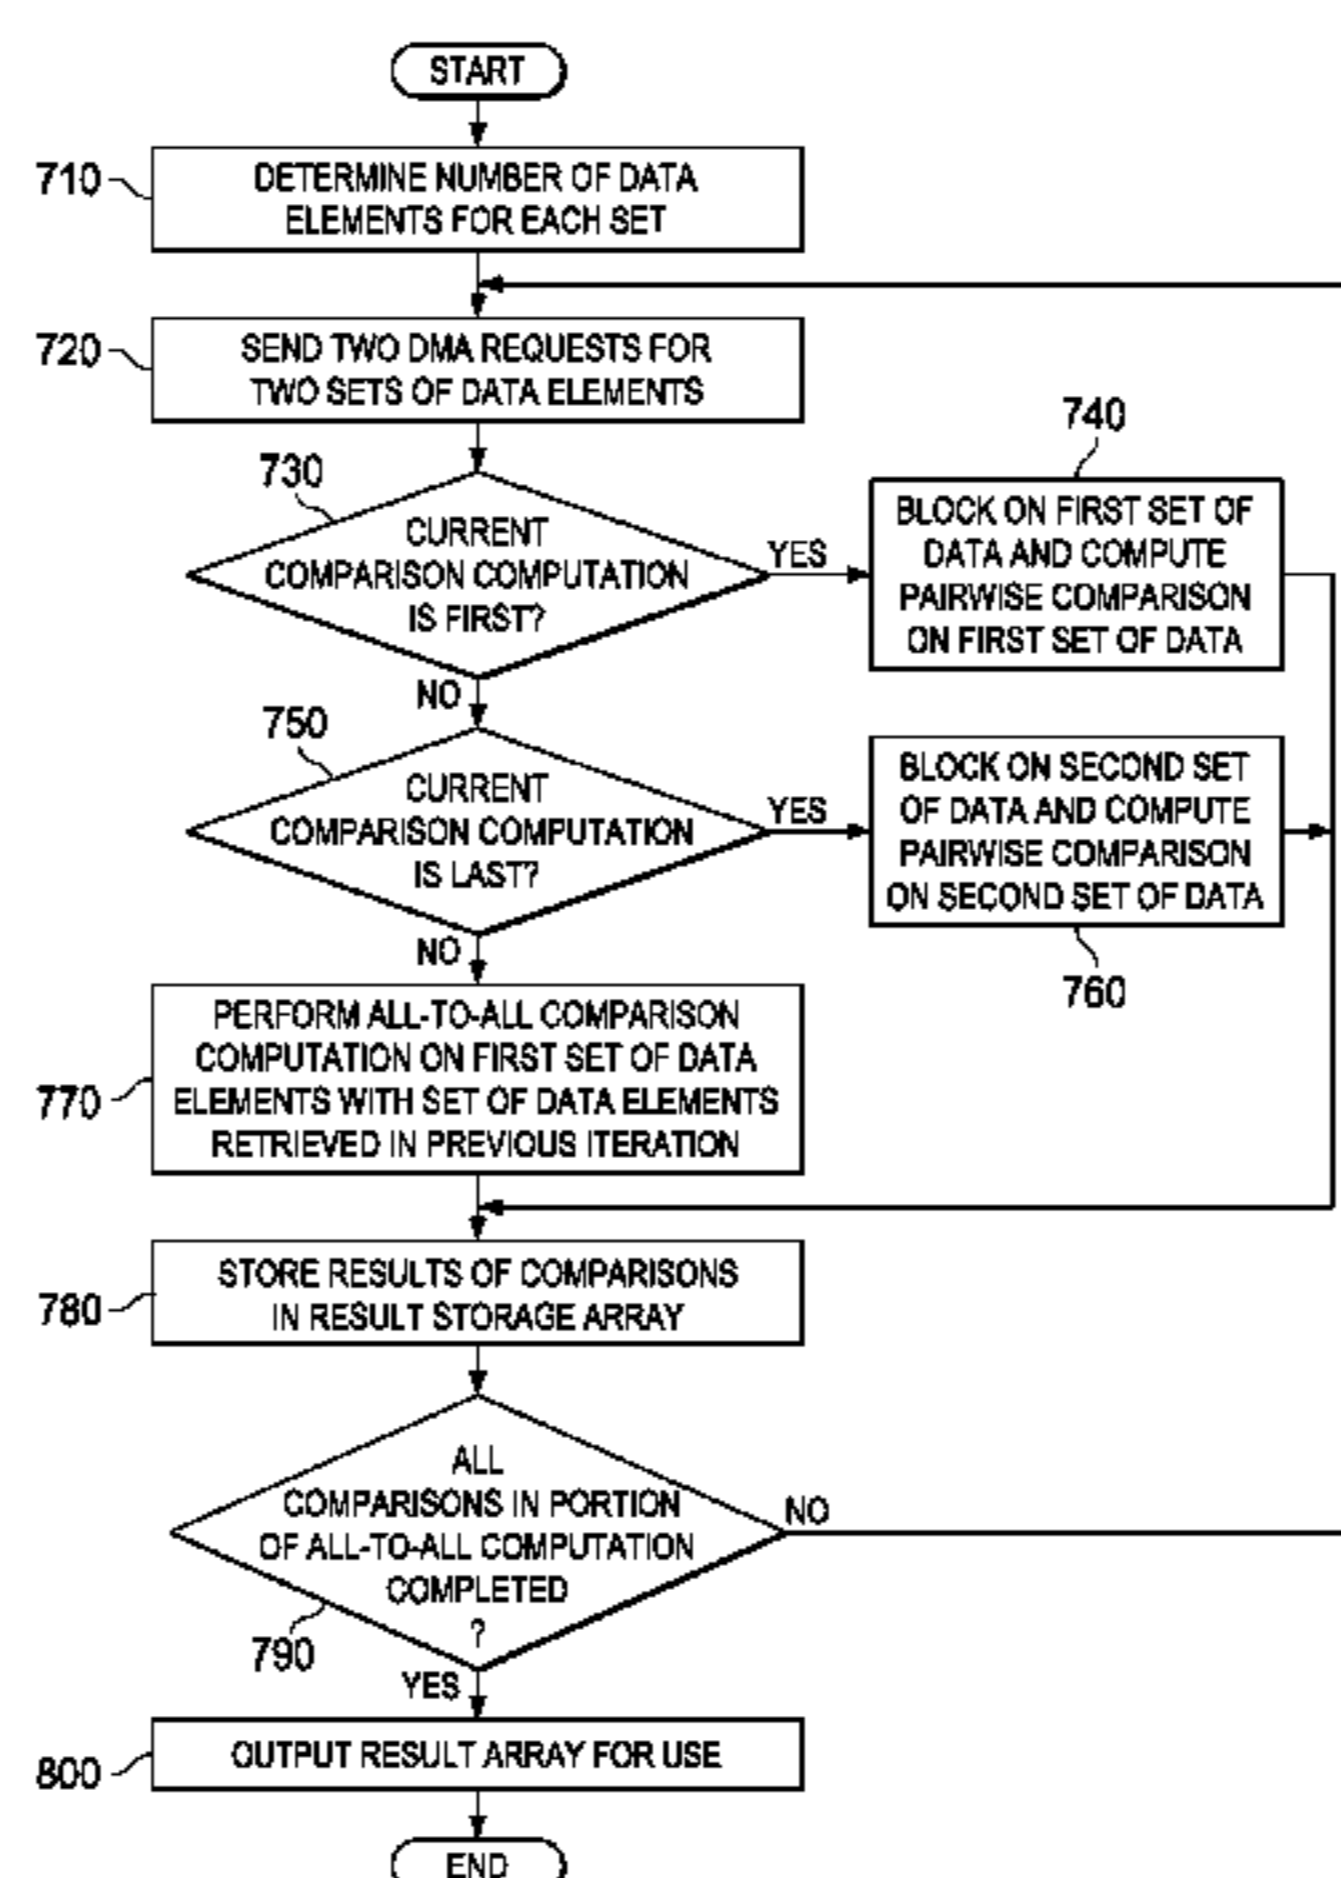 START
710
DETERMINE NUMBER OF DATA
ELEMENTS FOR EACH SET
720
SEND TWO DMA REQUESTS FOR
TWO SETS OF DATA ELEMENTS
730
CURRENT
COMPARISON COMPUTATION
IS FIRST?
YES
NO
740
BLOCK ON FIRST SET OF
DATA AND COMPUTE
PAIRWISE COMPARISON
ON FIRST SET OF DATA
750
CURRENT
COMPARISON COMPUTATION
IS LAST?
YES
NO
BLOCK ON SECOND SET
OF DATA AND COMPUTE
PAIRWISE COMPARISON
ON SECOND SET OF DATA
760
770
PERFORM ALL-TO-ALL COMPARISON
COMPUTATION ON FIRST SET OF DATA
ELEMENTS WITH SET OF DATA ELEMENTS
RETRIEVED IN PREVIOUS ITERATION
780
STORE RESULTS OF COMPARISONS
IN RESULT STORAGE ARRAY
ALL
COMPARISONS IN PORTION
OF ALL-TO-ALL COMPUTATION
COMPLETED
?
NO
790
YES
800
OUTPUT RESULT ARRAY FOR USE
END